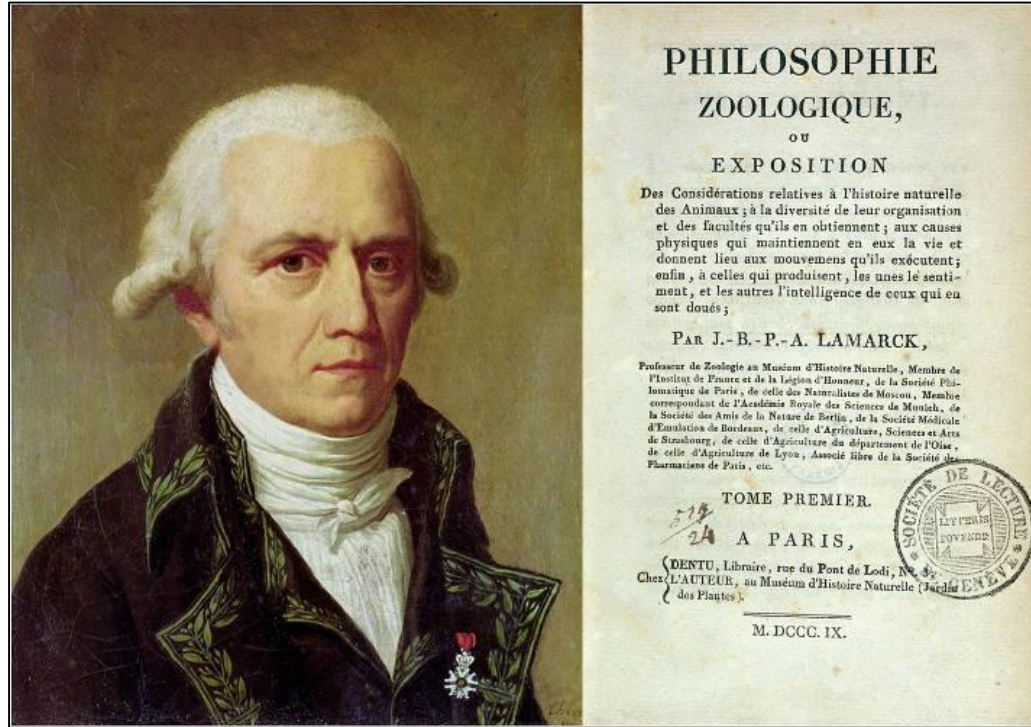 PHILOSOPHIE
ZOOLOGIQUE,
OU
EXPOSITION
Des Considérations relatives à l'histoire naturelle
des Animaux ; à la diversité de leur organisation
et des facultés qu'ils en obtiennent ; aux causes
physiques qui maintiennent en eux la vie et
donnent lieu aux mouvemens qu'ils exécutent ;
enfin , à celles qui produisent , les unes le senti-
ment, et les autres l'intelligence de ceux qui en
sont doués ;
PAR J.-B.-P.-A. LAMARCK,
Professeur de Zoologie au Muséum d'Histoire Naturelle , Membre de
l'Institut de France et de la Légion d'Honneur, de la Société Phi-
lomatique de Paris , de celle des Naturalistes de Moscou , Membre
correspondant de l'Académie Royale des Sciences de Munich, de
la Société des Amis de la Nature de Berlin , de la Société Médicale
d'Emulation de Bordeaux, de celle d'Agriculture, Sciences et Arts
de Strasbourg, de celle d'Agriculture du département de l'Oise ,
de celle d'Agriculture de Lyon , Associé libre de la Société des
Pharmaciens de Paris , etc.
TOME PREMIER.
24
A PARIS,
Chez
DENTU, Libraire, rue du Pont de Lodi,
L'AUTEUR, au Muséum d'Histoire Naturelle (Jardin
des Plantes ).
M. DCCC. IX.
SOCIÉTÉ DE LECTURE
GENÈVE
LITTERIS
FOVENDIS